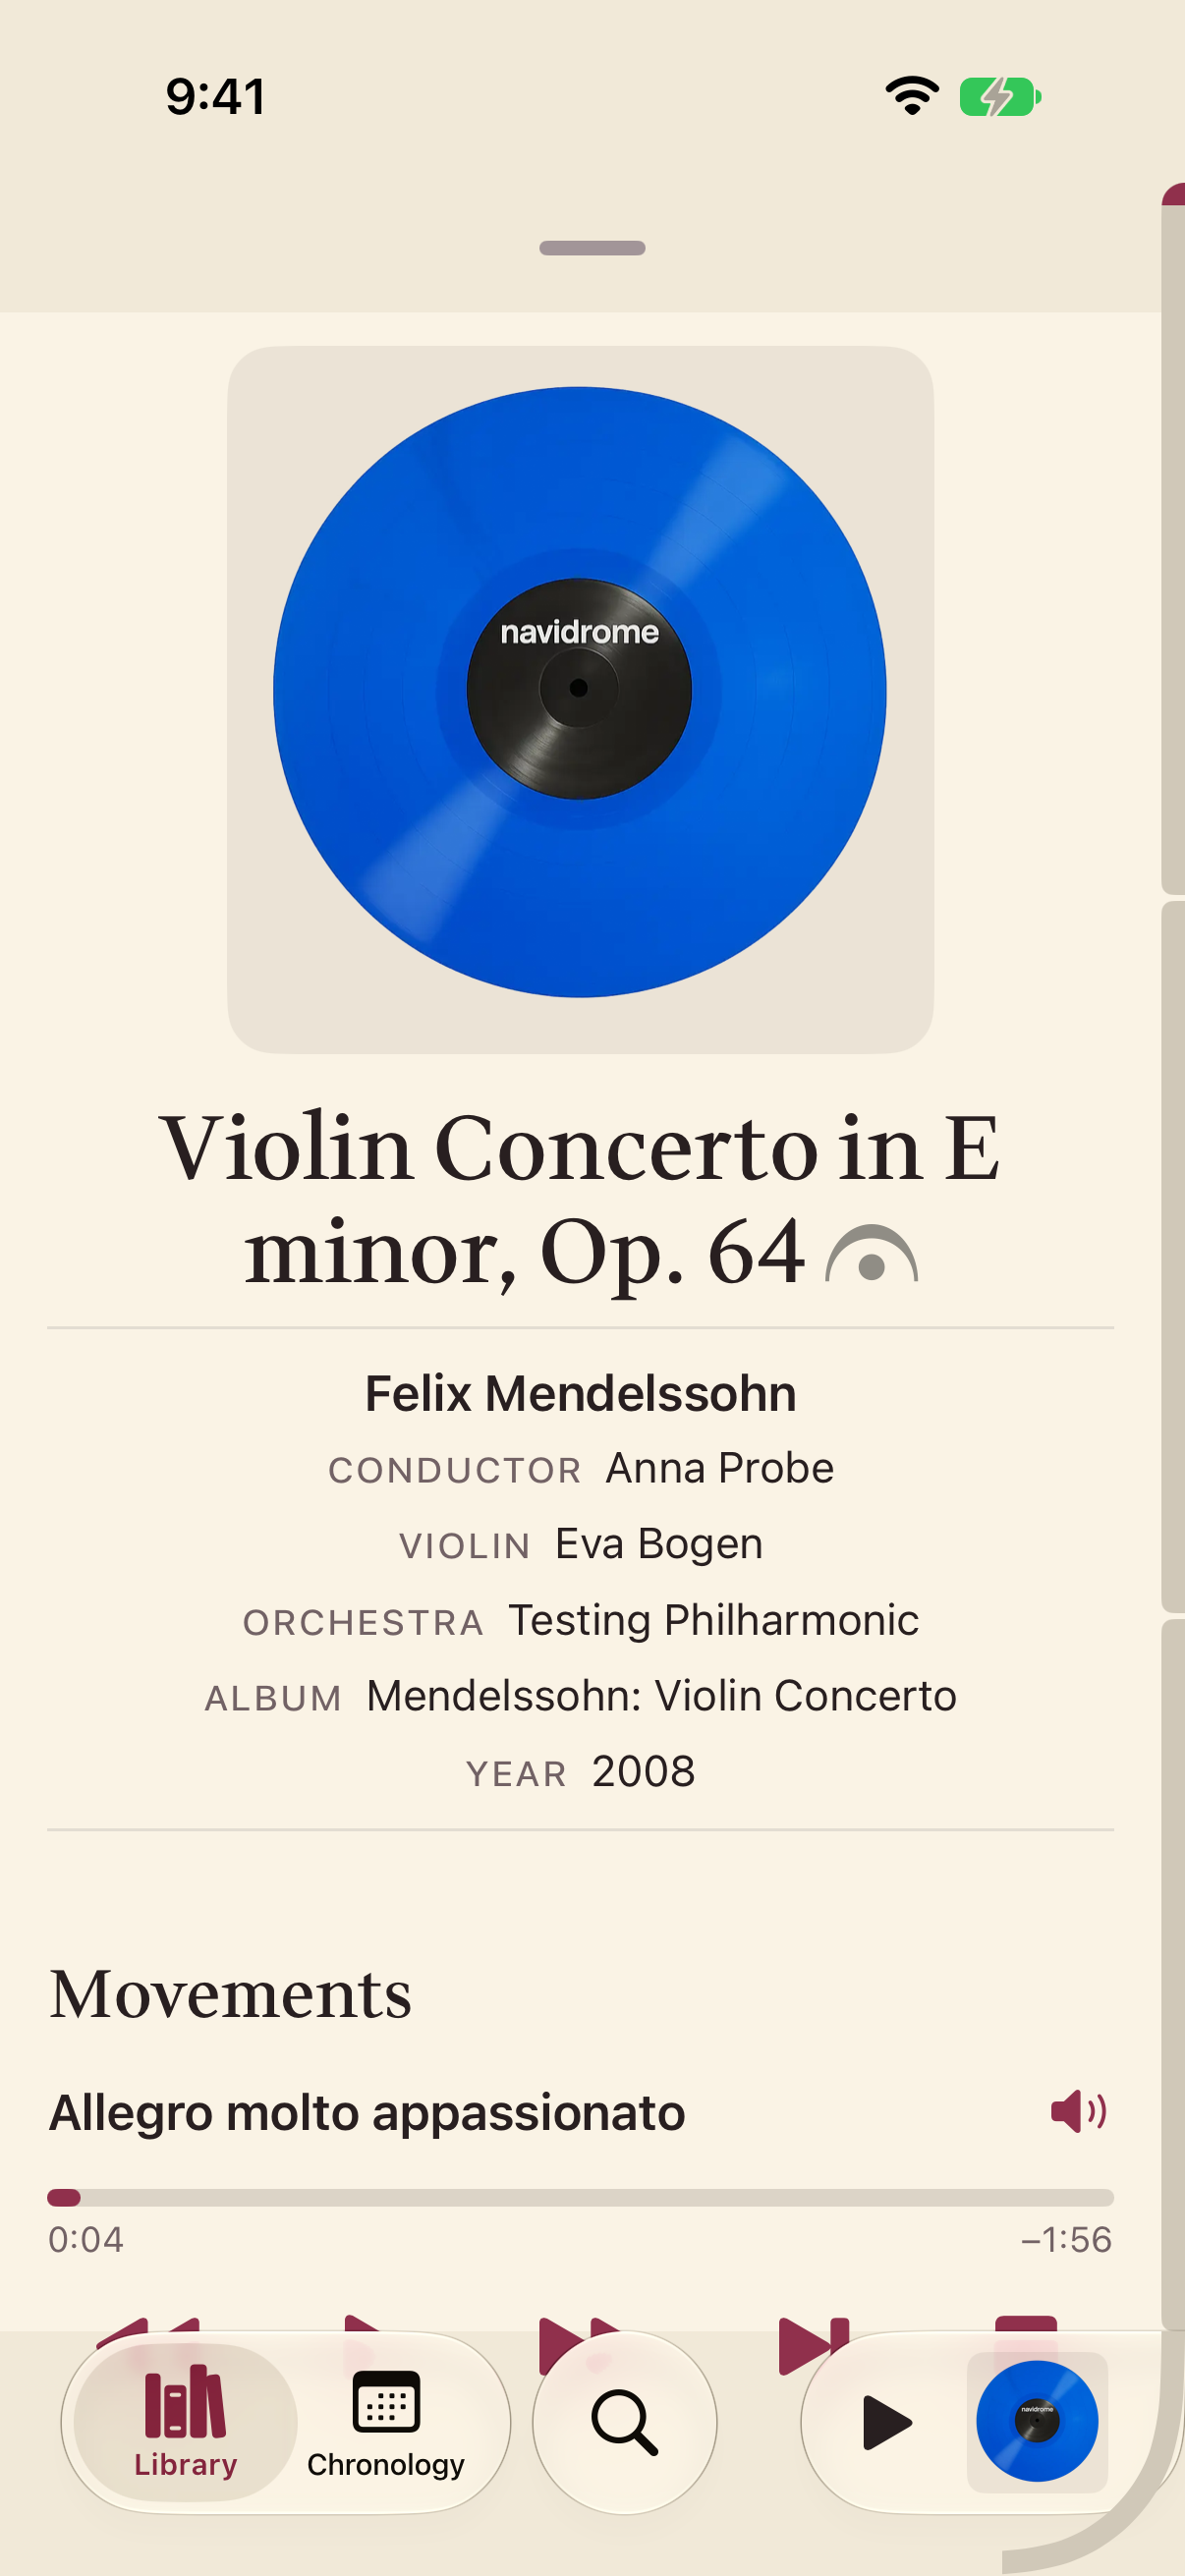 9:41
navidrome
Violin Concerto in E
minor, Op. 64
Felix Mendelssohn
CONDUCTOR Anna Probe
VIOLIN Eva Bogen
ORCHESTRA Testing Philharmonic
ALBUM Mendelssohn: Violin Concerto
YEAR 2008
Movements
Allegro molto appassionato
0:04 –1:56
Library Chronology
navidrome